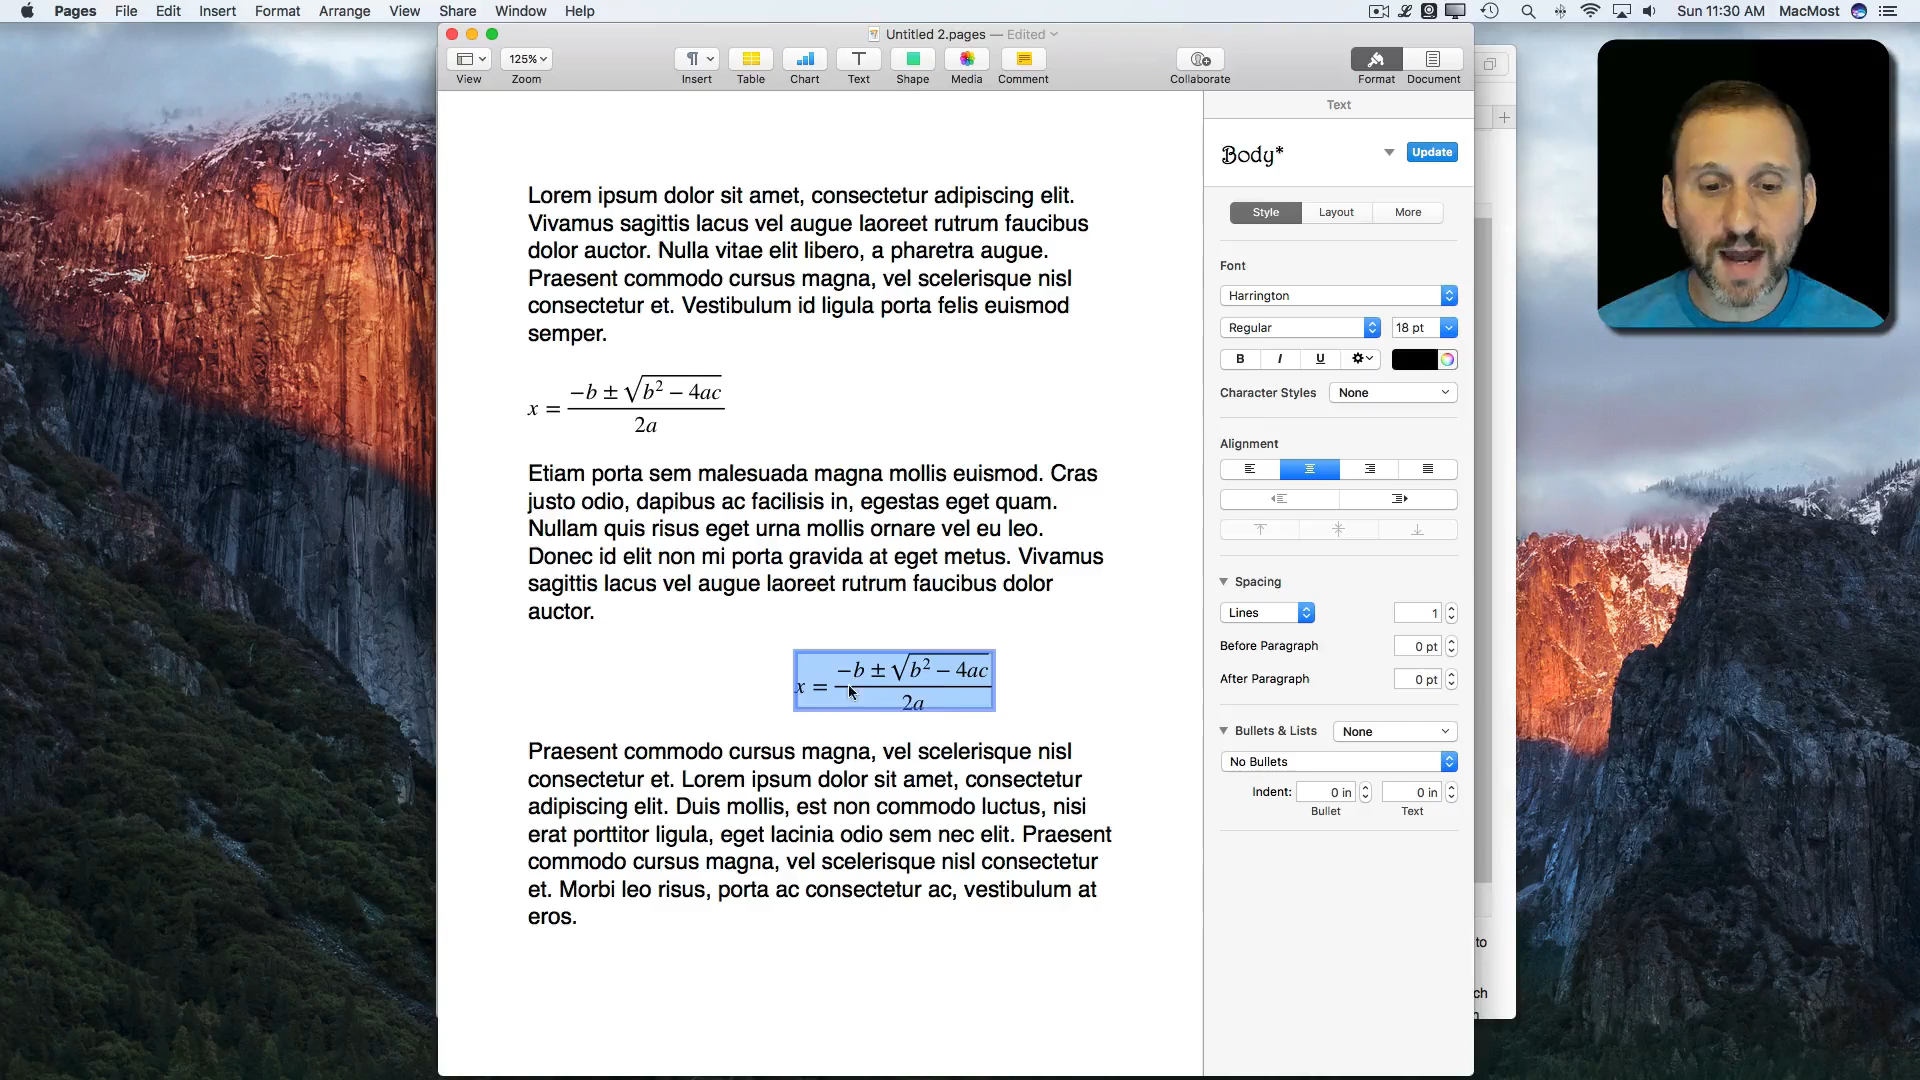 Pages File Edit Insert Format Arrange View Share Window Help
Sun 11:30 AM MacMost
Untitled 2.pages — Edited
125%
View Zoom Insert Table Chart Text Shape Media Comment Collaborate Format Document
Text
Body*
Update
Style Layout More
Font
Harrington
Regular 18 pt
B I U
Character Styles None
Alignment
Spacing
Lines 1
Before Paragraph 0 pt
After Paragraph 0 pt
Bullets & Lists None
No Bullets
Indent: 0 in 0 in
Bullet Text
Lorem ipsum dolor sit amet, consectetur adipiscing elit.
Vivamus sagittis lacus vel augue laoreet rutrum faucibus
dolor auctor. Nulla vitae elit libero, a pharetra augue.
Praesent commodo cursus magna, vel scelerisque nisl
consectetur et. Vestibulum id ligula porta felis euismod
semper.
x = −b ± √b² − 4ac
2a
Etiam porta sem malesuada magna mollis euismod. Cras
justo odio, dapibus ac facilisis in, egestas eget quam.
Nullam quis risus eget urna mollis ornare vel eu leo.
Donec id elit non mi porta gravida at eget metus. Vivamus
sagittis lacus vel augue laoreet rutrum faucibus dolor
auctor.
x = −b ± √b² − 4ac
2a
Praesent commodo cursus magna, vel scelerisque nisl
consectetur et. Lorem ipsum dolor sit amet, consectetur
adipiscing elit. Duis mollis, est non commodo luctus, nisi
erat porttitor ligula, eget lacinia odio sem nec elit. Praesent
commodo cursus magna, vel scelerisque nisl consectetur
et. Morbi leo risus, porta ac consectetur ac, vestibulum at
eros.
to
ch